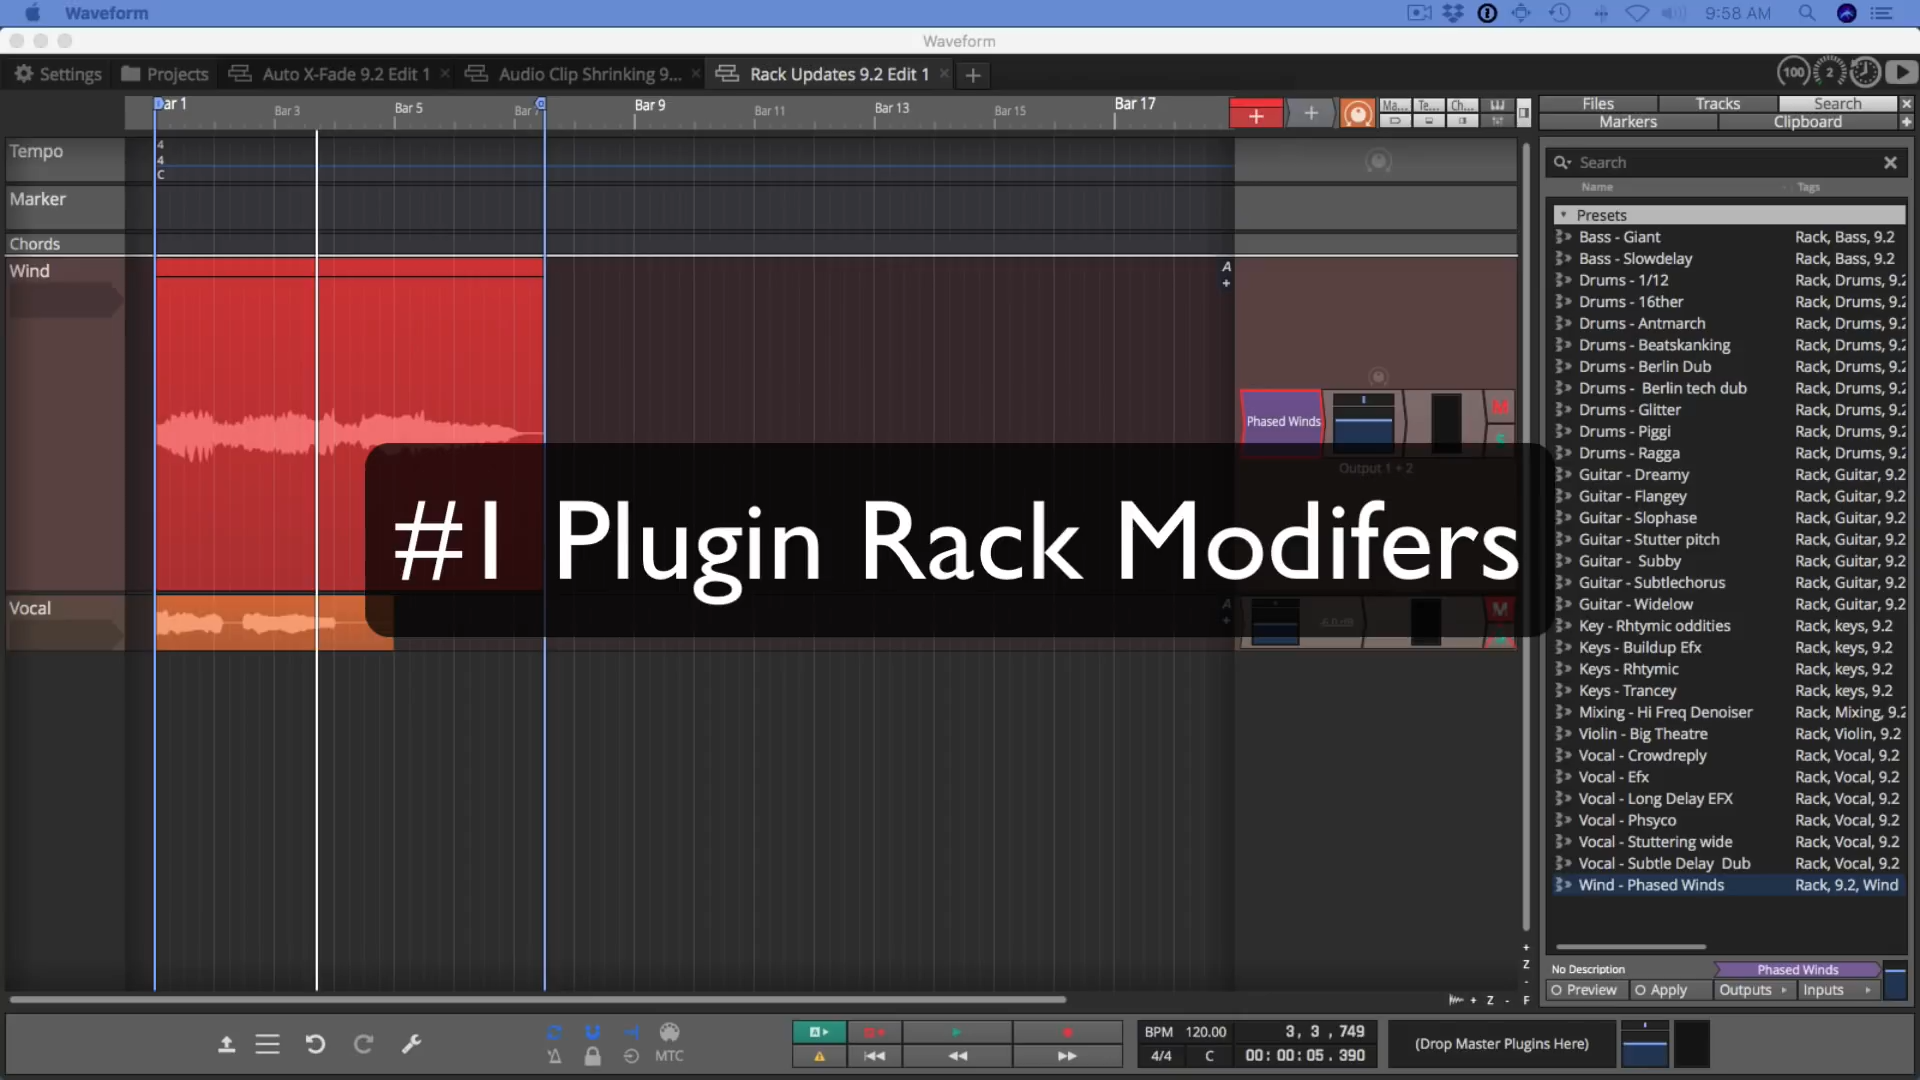 Waveform
9:58 AM
Waveform
Settings
Projects
Auto X-Fade 9.2 Edit 1
Audio Clip Shrinking 9...
Rack Updates 9.2 Edit 1
100
2
Bar 1
Bar 3
Bar 5
Bar 7
Bar 9
Bar 11
Bar 13
Bar 15
Bar 17
Ma...
Te...
Ch...
Files
Tracks
Search
Markers
Clipboard
Tempo
4
4
C
Marker
Chords
Wind
A
Phased Winds
M
S
Output 1 + 2
#1 Plugin Rack Modifers
Vocal
A
-6.0 dB
M
Search
Name
Tags
Presets
Bass - Giant Rack, Bass, 9.2
Bass - Slowdelay Rack, Bass, 9.2
Drums - 1/12 Rack, Drums, 9.2
Drums - 16ther Rack, Drums, 9.2
Drums - Antmarch Rack, Drums, 9.2
Drums - Beatskanking Rack, Drums, 9.2
Drums - Berlin Dub Rack, Drums, 9.2
Drums - Berlin tech dub Rack, Drums, 9.2
Drums - Glitter Rack, Drums, 9.2
Drums - Piggi Rack, Drums, 9.2
Drums - Ragga Rack, Drums, 9.2
Guitar - Dreamy Rack, Guitar, 9.2
Guitar - Flangey Rack, Guitar, 9.2
Guitar - Slophase Rack, Guitar, 9.2
Guitar - Stutter pitch Rack, Guitar, 9.2
Guitar - Subby Rack, Guitar, 9.2
Guitar - Subtlechorus Rack, Guitar, 9.2
Guitar - Widelow Rack, Guitar, 9.2
Key - Rhtymic oddities Rack, keys, 9.2
Keys - Buildup Efx Rack, keys, 9.2
Keys - Rhtymic Rack, keys, 9.2
Keys - Trancey Rack, keys, 9.2
Mixing - Hi Freq Denoiser Rack, Mixing, 9.2
Violin - Big Theatre Rack, Violin, 9.2
Vocal - Crowdreply Rack, Vocal, 9.2
Vocal - Efx Rack, Vocal, 9.2
Vocal - Long Delay EFX Rack, Vocal, 9.2
Vocal - Phsyco Rack, Vocal, 9.2
Vocal - Stuttering wide Rack, Vocal, 9.2
Vocal - Subtle Delay Dub Rack, Vocal, 9.2
Wind - Phased Winds Rack, 9.2, Wind
No Description
Phased Winds
Preview
Apply
Outputs
Inputs
Z
F
Z
MTC
A
BPM 120.00
3, 3, 749
4/4
C
00: 00: 05. 390
(Drop Master Plugins Here)